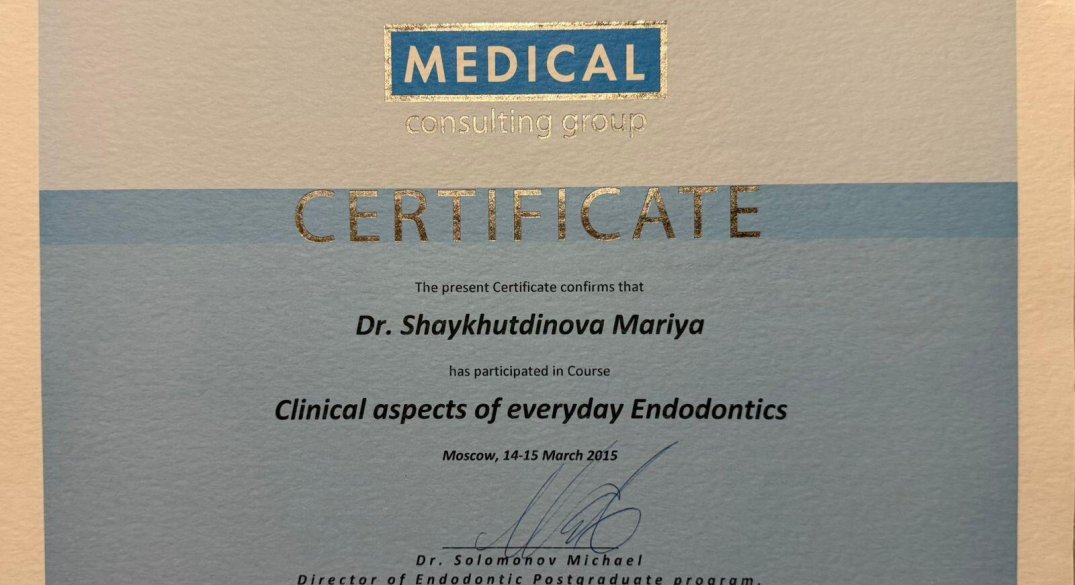 MEDICAL
consulting group
CERTIFICATE
The present Certificate confirms that
Dr. Shaykhutdinova Mariya
has participated in Course
Clinical aspects of everyday Endodontics
Moscow, 14-15 March 2015
Dr. Solomonov Michael
Director of Endodontic Postgraduate program,